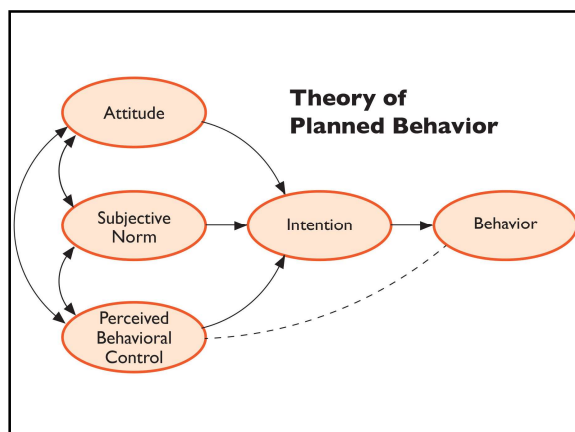 Theory of
Planned Behavior
Attitude
Subjective
Norm
Intention
Behavior
Perceived
Behavioral
Control